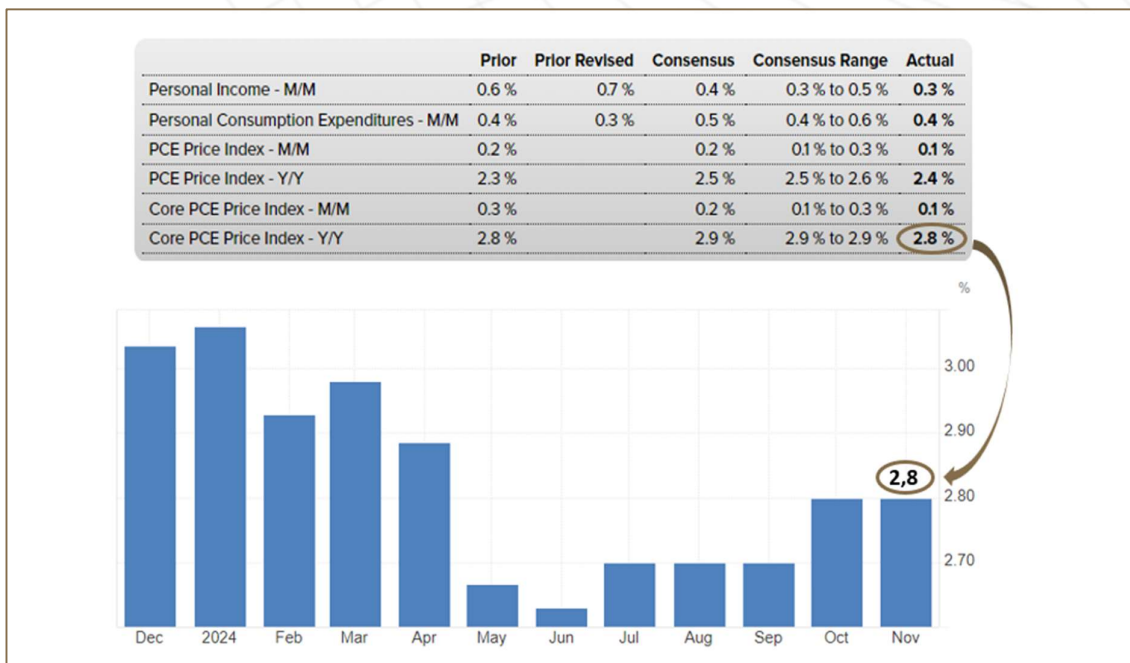 Prior Prior Revised Consensus Consensus Range Actual
Personal Income - M/M 0.6 % 0.7 % 0.4 % 0.3 % to 0.5 % 0.3 %
Personal Consumption Expenditures - M/M 0.4 % 0.3 % 0.5 % 0.4 % to 0.6 % 0.4 %
PCE Price Index - M/M 0.2 % 0.2 % 0.1 % to 0.3 % 0.1 %
PCE Price Index - Y/Y 2.3 % 2.5 % 2.5 % to 2.6 % 2.4 %
Core PCE Price Index - M/M 0.3 % 0.2 % 0.1 % to 0.3 % 0.1 %
Core PCE Price Index - Y/Y 2.8 % 2.9 % 2.9 % to 2.9 % 2.8 %
%
3.00
2.90
2,8
2.80
2.70
Dec 2024 Feb Mar Apr May Jun Jul Aug Sep Oct Nov